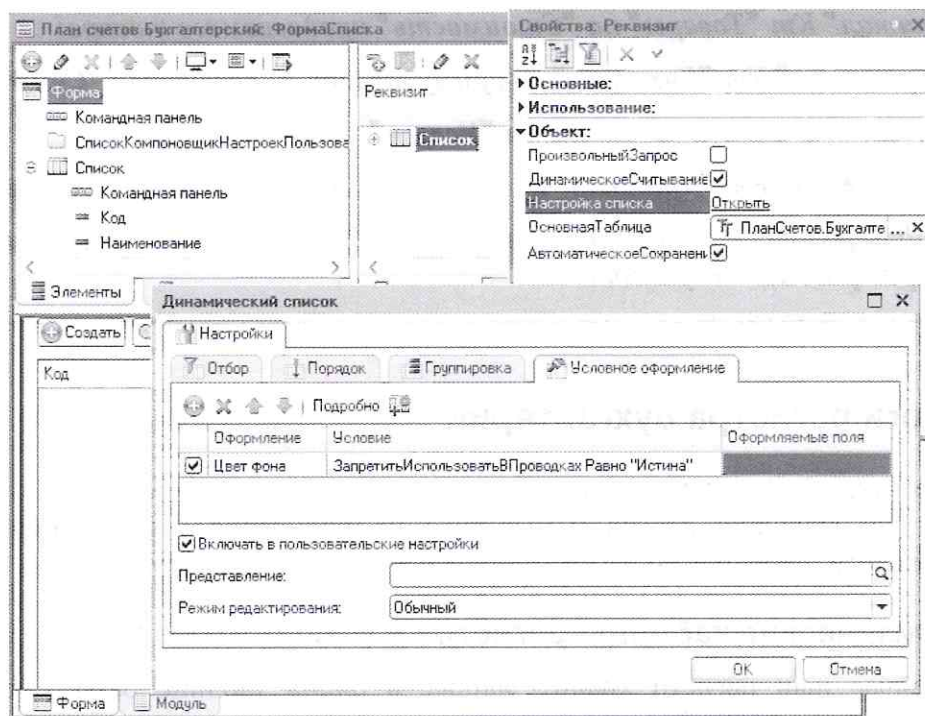 План счетов Бухгалтерский: ФормаСписка
Форма
Командная панель
СписокКомпоновщикНастроекПользова
Список
Командная панель
Код
Наименование
Элементы
Реквизит
Список
Свойства: Реквизит
Основные:
Использование:
Объект:
ПроизвольныйЗапрос
ДинамическоеСчитывание
Настройка списка Открыть
ОсновнаяТаблица ПланСчетов.Бухгалте ... X
АвтоматическоеСохранени
Создать
Код
Динамический список
Настройки
Отбор Порядок Группировка Условное оформление
Подробно
Оформление Условие Оформляемые поля
Цвет фона ЗапретитьИспользоватьВПроводках Равно "Истина"
Включать в пользовательские настройки
Представление:
Режим редактирования: Обычный
OK Отмена
Форма Модуль